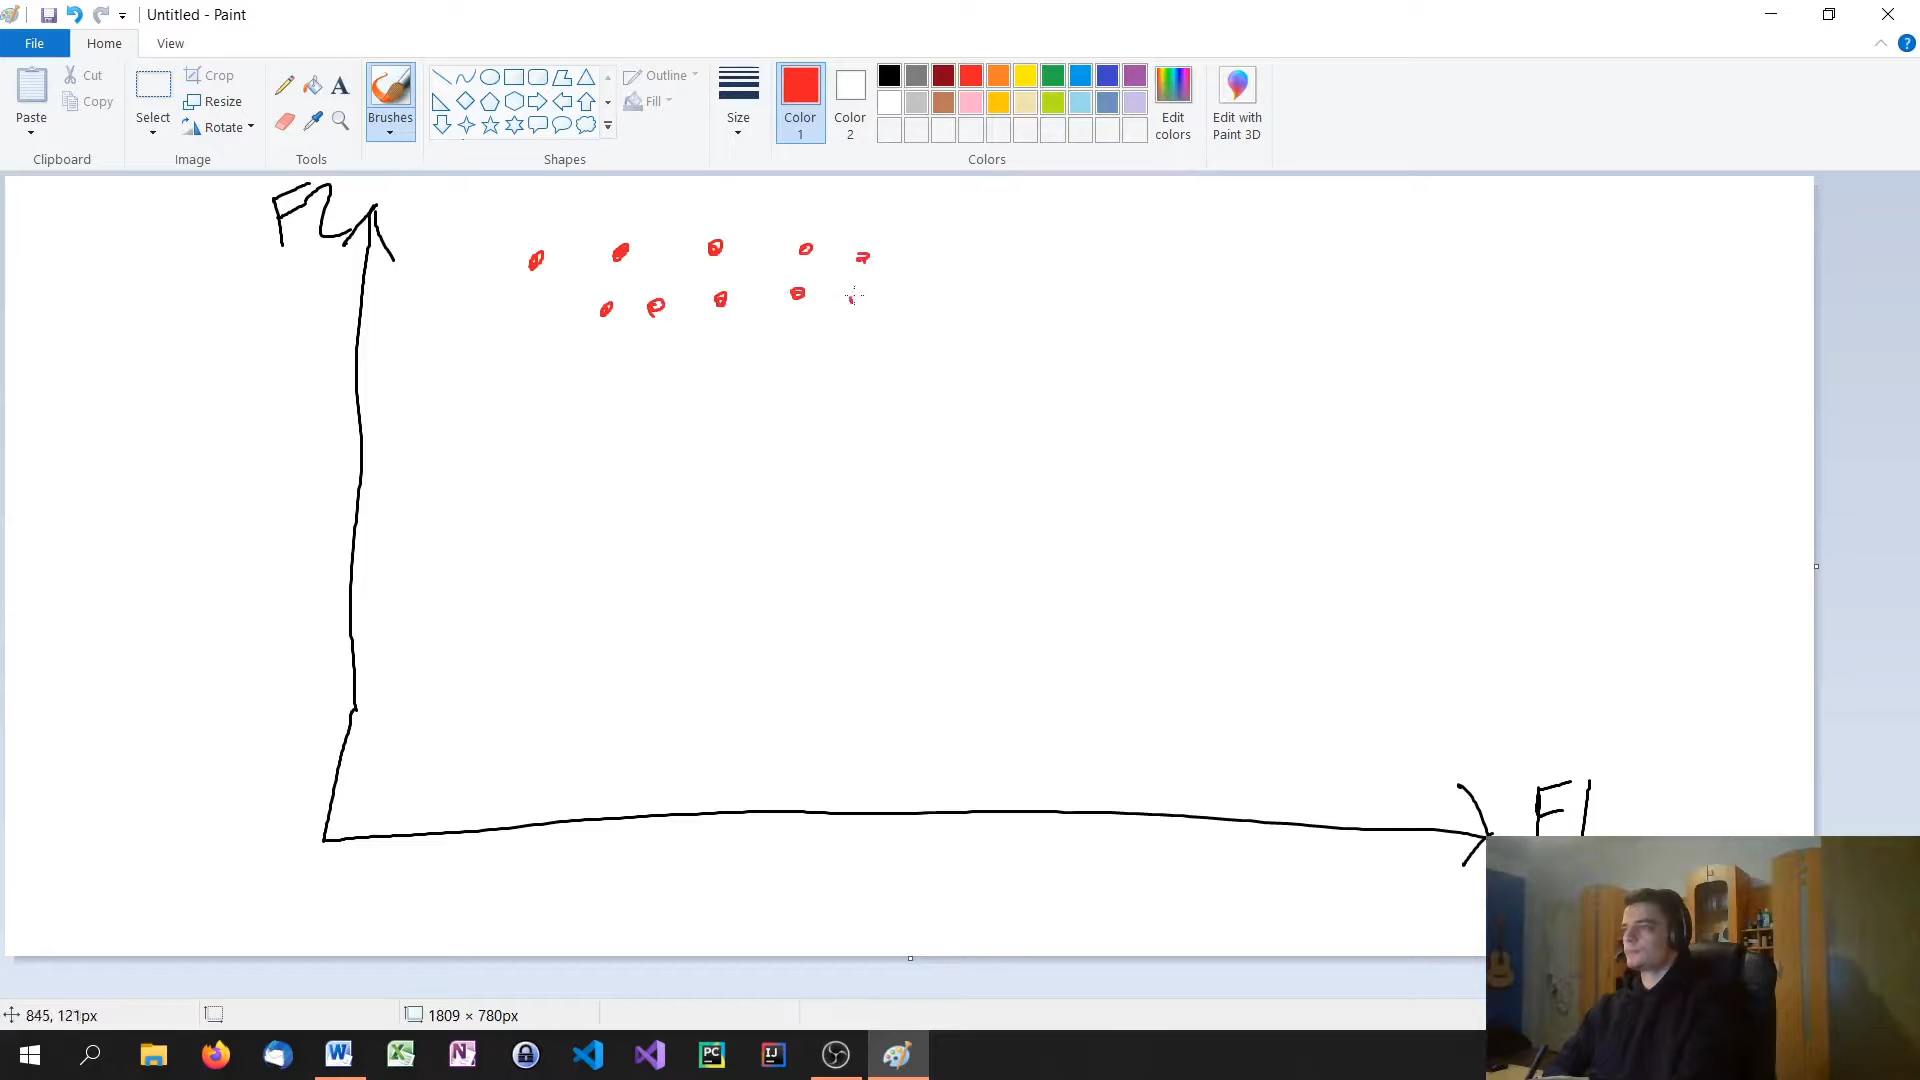 Untitled - Paint
File Home View
Cut
Copy
Paste
Clipboard
Crop
Resize
Rotate
Select
Image
Tools
Brushes
Outline
Fill
Shapes
Size
Color 1
Color 2
Colors
Edit colors
Edit with Paint 3D
F2
F1
845, 121px
1809 × 780px